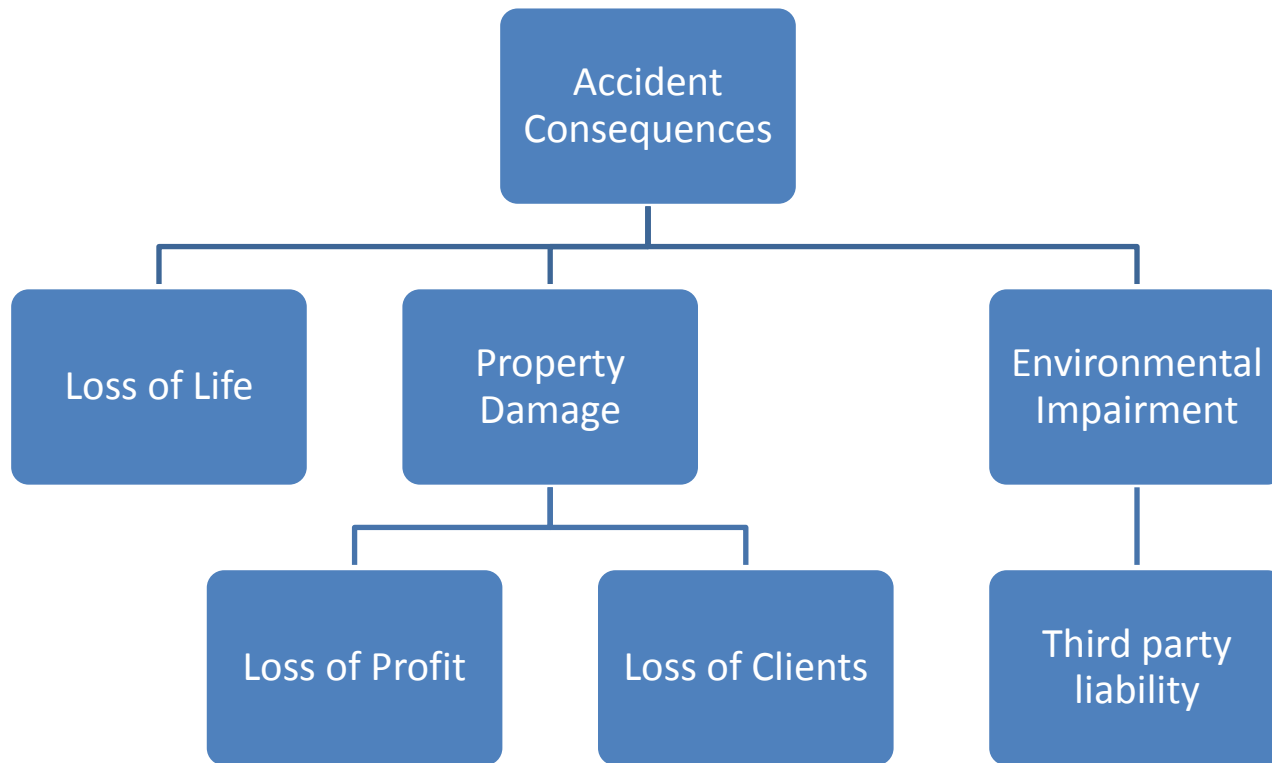 Accident
Consequences
Loss of Life
Property
Damage
Environmental
Impairment
Loss of Profit
Loss of Clients
Third party
liability